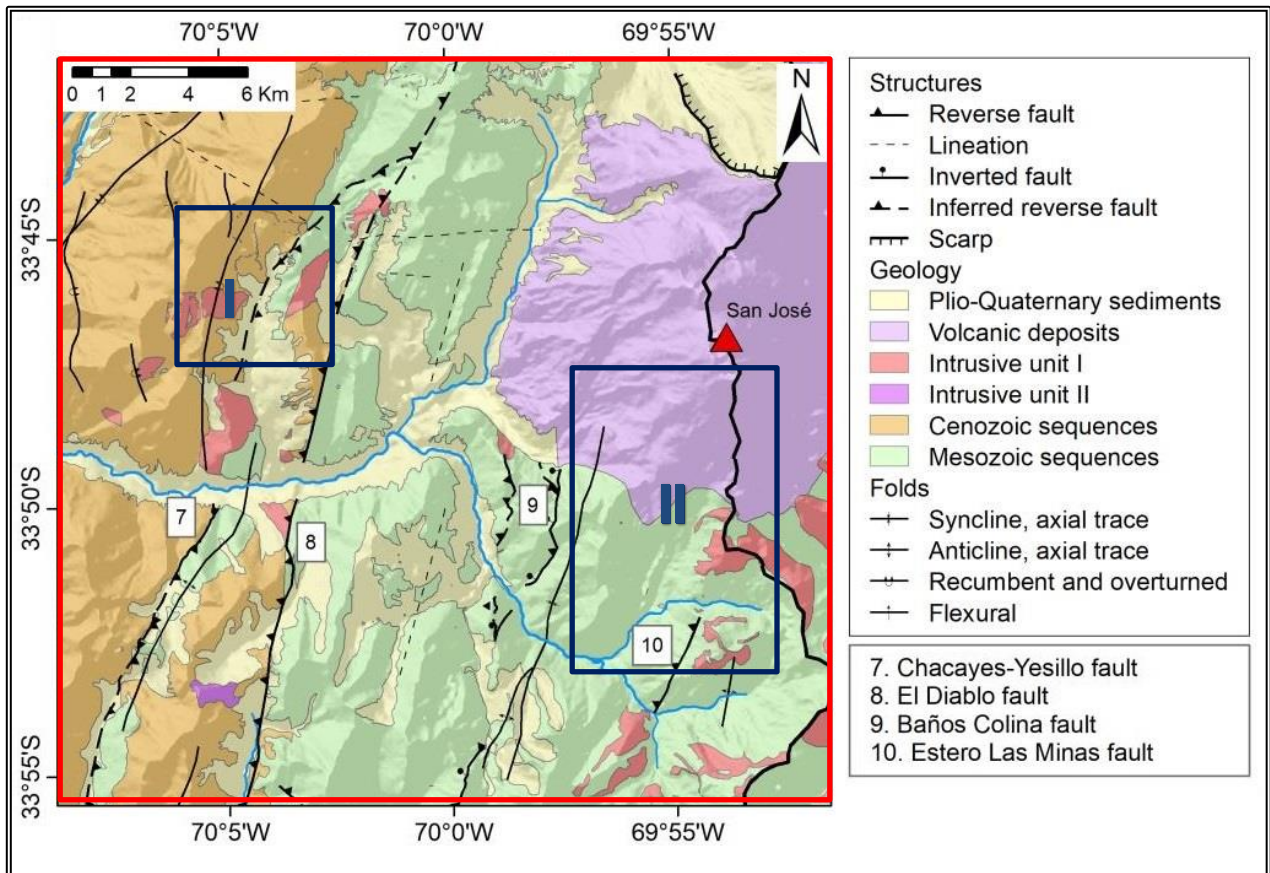 70°5'W 70°0'W 69°55'W
0 1 2 4 6 Km
N
33°45'S
I
San José
33°50'S
II
7
8
9
10
33°55'S
70°5'W 70°0'W 69°55'W
Structures
Reverse fault
Lineation
Inverted fault
Inferred reverse fault
Scarp
Geology
Plio-Quaternary sediments
Volcanic deposits
Intrusive unit I
Intrusive unit II
Cenozoic sequences
Mesozoic sequences
Folds
Syncline, axial trace
Anticline, axial trace
Recumbent and overturned
Flexural
7. Chacayes-Yesillo fault
8. El Diablo fault
9. Baños Colina fault
10. Estero Las Minas fault